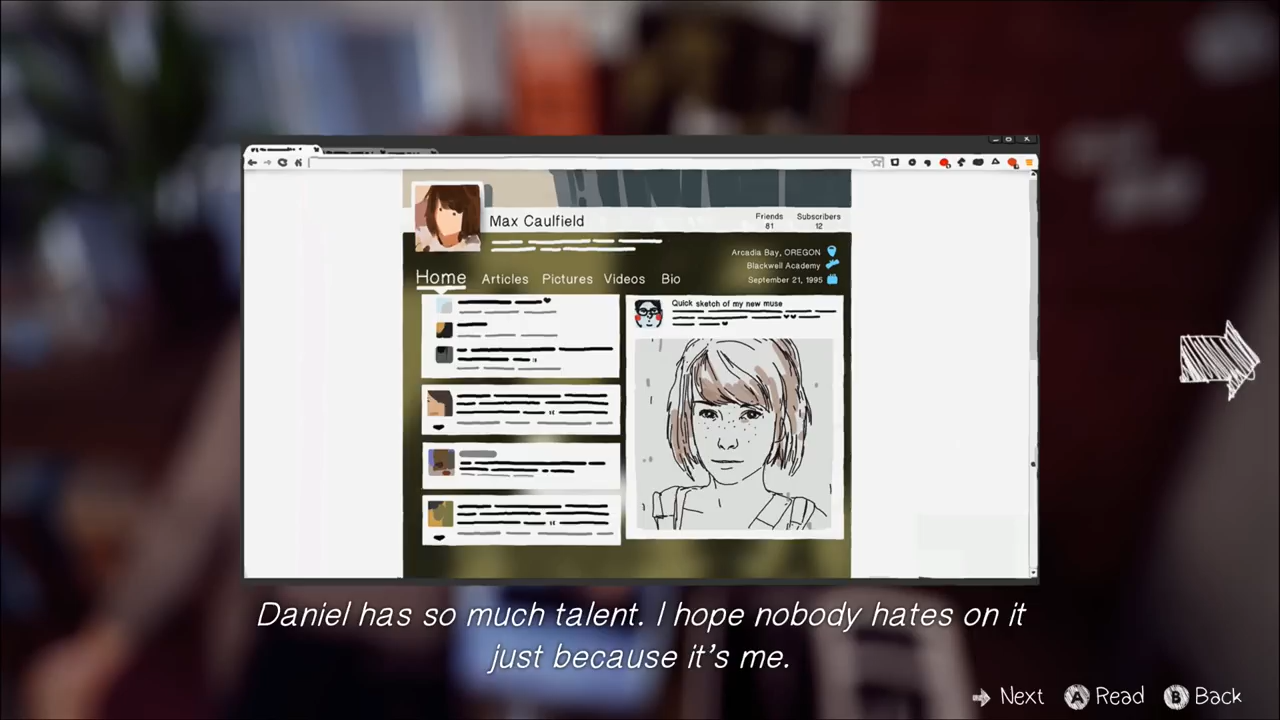 Max Caulfield
Friends
81
Subscribers
12
Arcadia Bay, OREGON
Blackwell Academy
September 21, 1995
Home Articles Pictures Videos Bio
Quick sketch of my new muse
Daniel has so much talent. I hope nobody hates on it
just because it's me.
Next A Read B Back